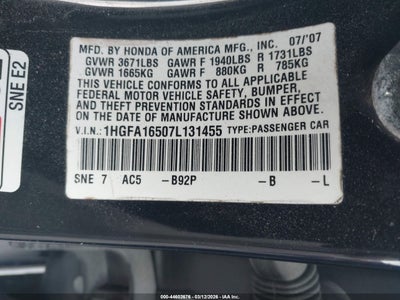 MFD. BY HONDA OF AMERICA MFG., INC. 07/'07
GVWR 3671LBS GAWR F 1940LBS R 1731LBS
GVWR 1665KG GAWR F 880KG R 785KG
THIS VEHICLE CONFORMS TO ALL APPLICABLE
FEDERAL MOTOR VEHICLE SAFETY, BUMPER,
AND THEFT PREVENTION STANDARDS IN EFFECT
ON THE DATE OF MANUFACTURE SHOWN ABOVE.
V.I.N.: 1HGFA16507L131455 TYPE:PASSENGER CAR
SNE 7 AC5 -B92P -B -L
SNE E2
000-44602676 - 03/12/2026 - IAA, Inc.